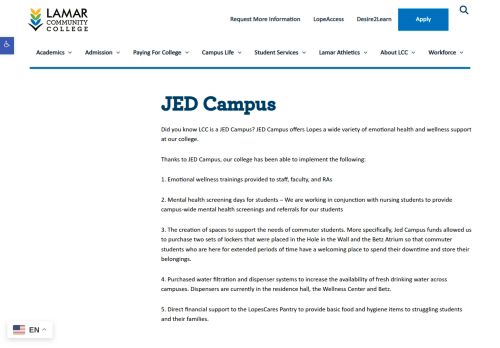 LAMAR
COMMUNITY
COLLEGE
Request More Information LopeAccess Desire2Learn Apply
Academics Admission Paying For College Campus Life Student Services Lamar Athletics About LCC Workforce
JED Campus
Did you know LCC is a JED Campus? JED Campus offers Lopes a wide variety of emotional health and wellness support
at our college.
Thanks to JED Campus, our college has been able to implement the following:
1. Emotional wellness trainings provided to staff, faculty, and RAs
2. Mental health screening days for students – We are working in conjunction with nursing students to provide
campus-wide mental health screenings and referrals for our students
3. The creation of spaces to support the needs of commuter students. More specifically, Jed Campus funds allowed us
to purchase two sets of lockers that were placed in the Hole in the Wall and the Betz Atrium so that commuter
students who are here for extended periods of time have a welcoming place to spend their downtime and store their
belongings.
4. Purchased water filtration and dispenser systems to increase the availability of fresh drinking water across
campuses. Dispensers are currently in the residence hall, the Wellness Center and Betz.
5. Direct financial support to the LopesCares Pantry to provide basic food and hygiene items to struggling students
and their families.
EN